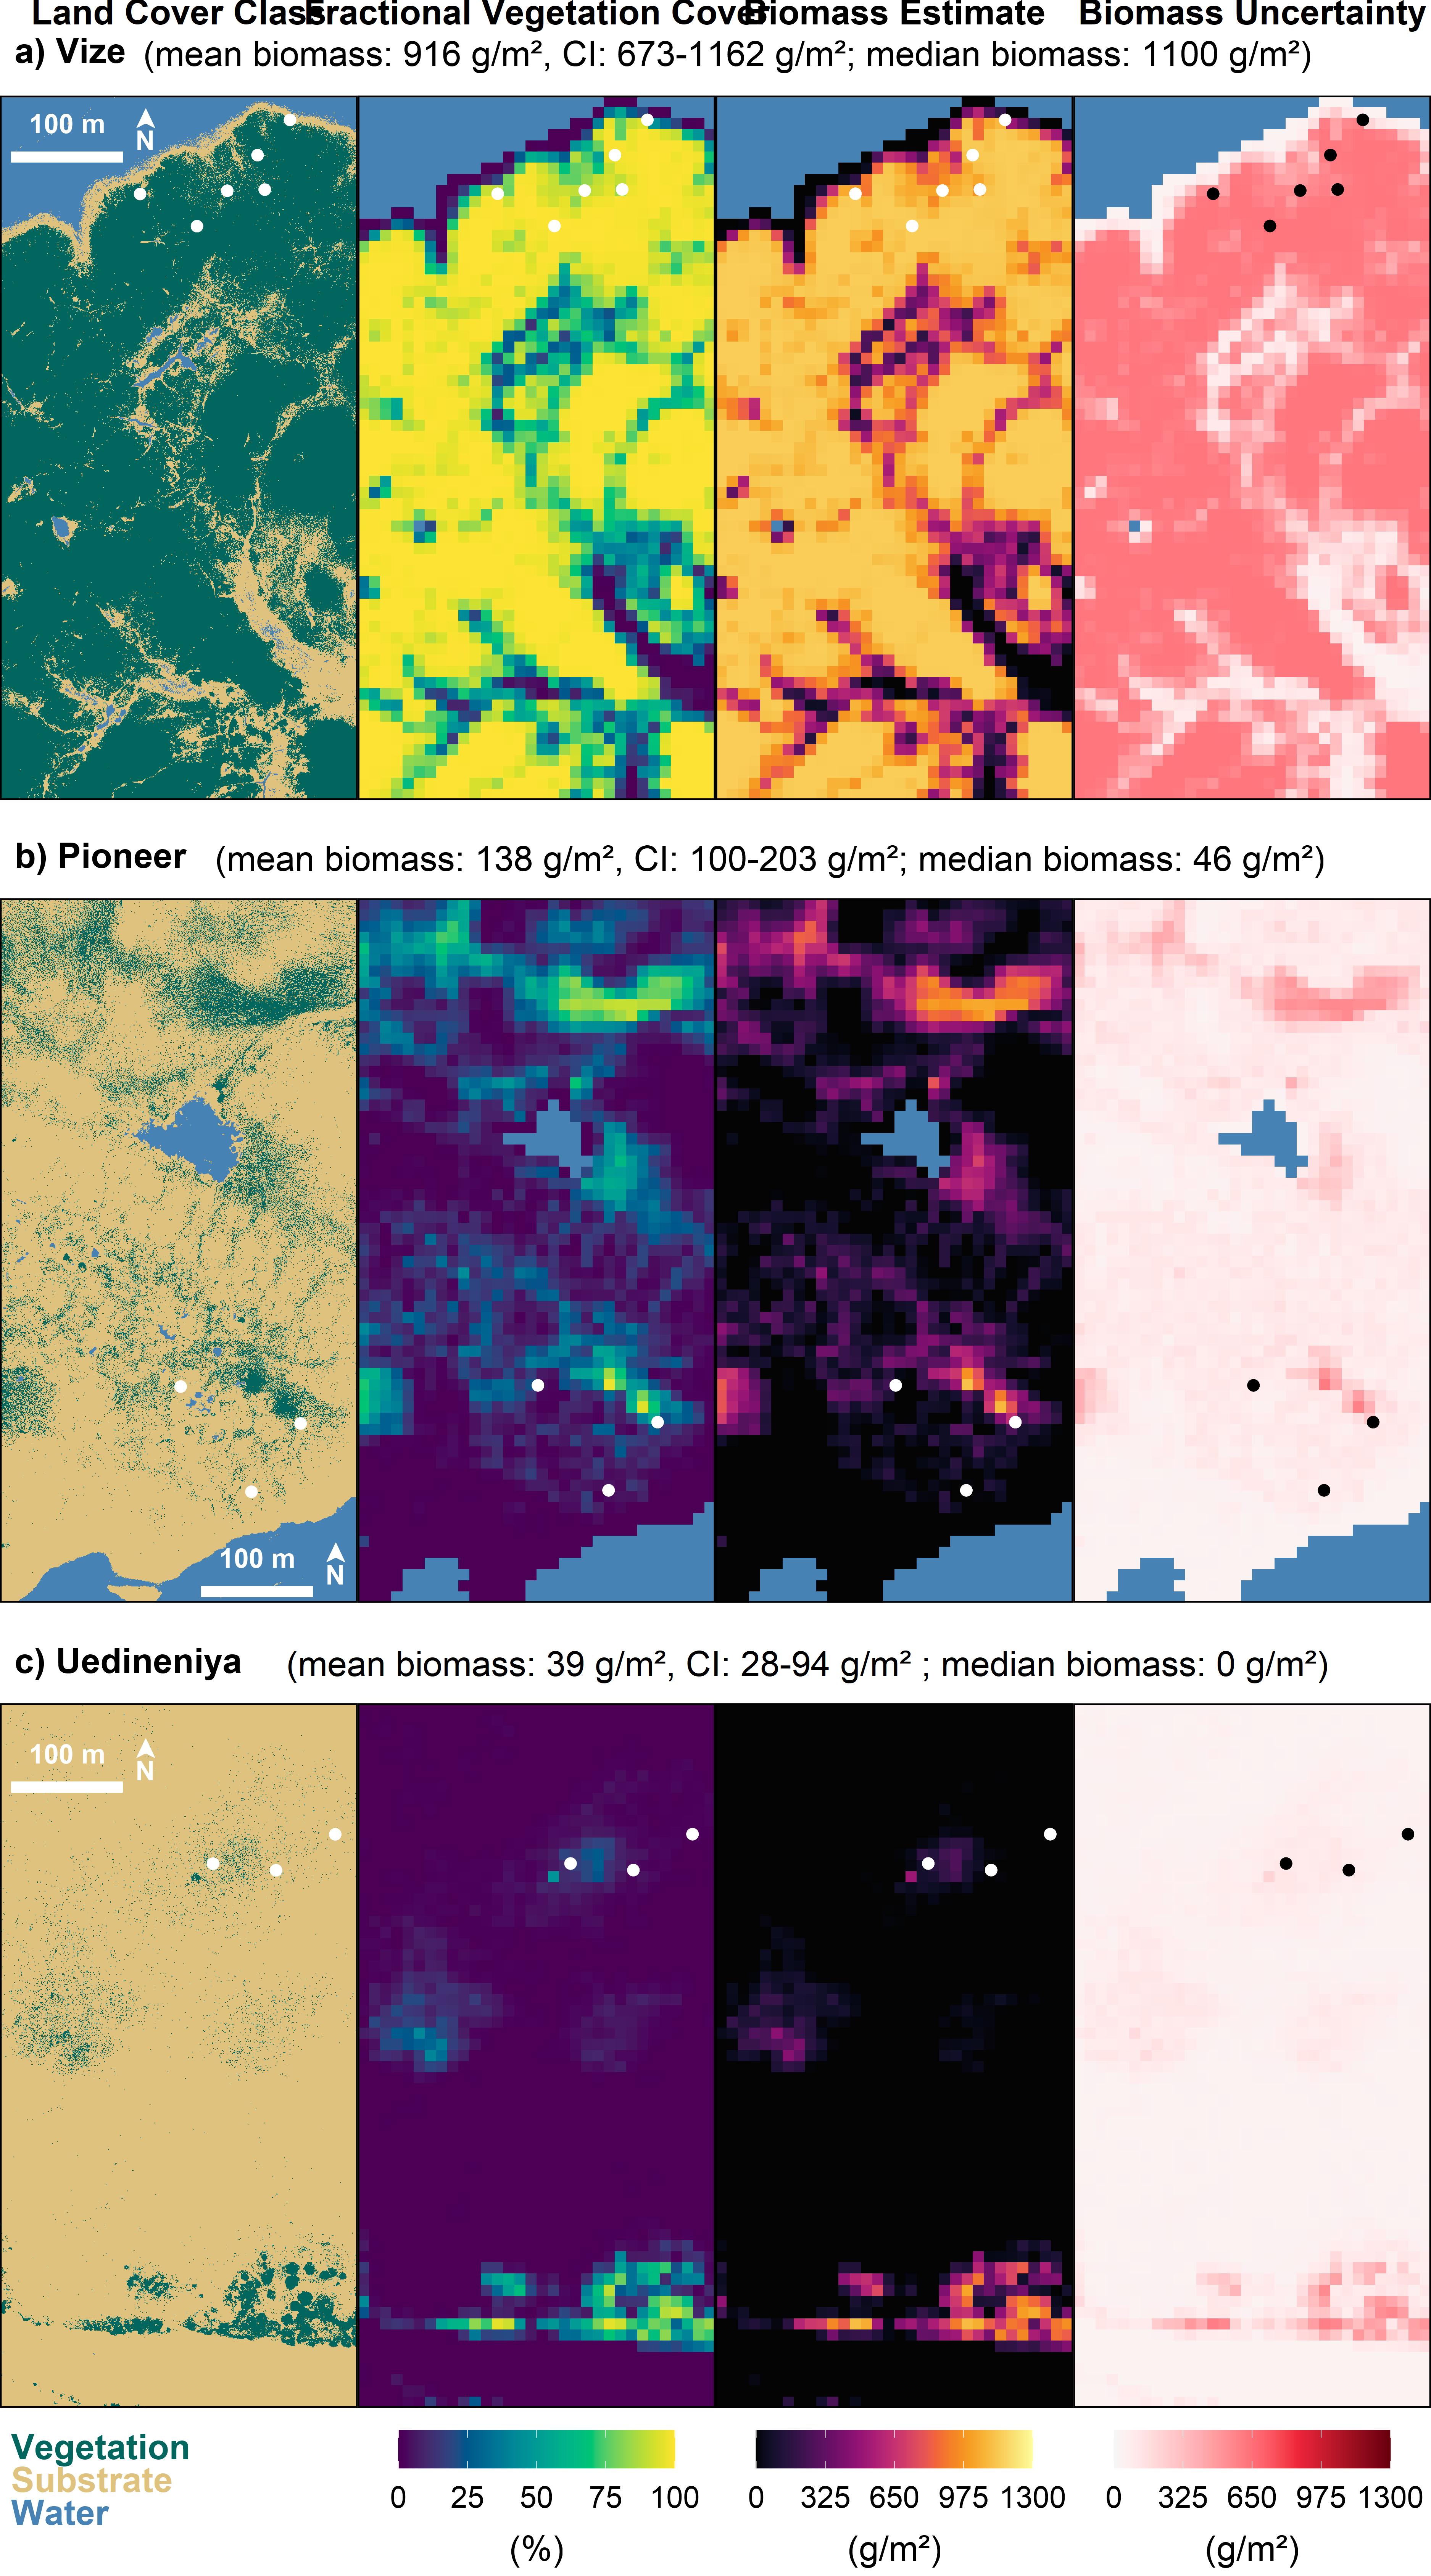 Land Cover Class Fractional Vegetation Cover Biomass Estimate Biomass Uncertainty
a) Vize (mean biomass: 916 g/m², CI: 673-1162 g/m²; median biomass: 1100 g/m²)
100 m N
b) Pioneer (mean biomass: 138 g/m², CI: 100-203 g/m²; median biomass: 46 g/m²)
100 m N
c) Uedineniya (mean biomass: 39 g/m², CI: 28-94 g/m² ; median biomass: 0 g/m²)
100 m N
Vegetation
Substrate
Water
0 25 50 75 100
(%)
0 325 650 975 1300
(g/m²)
0 325 650 975 1300
(g/m²)